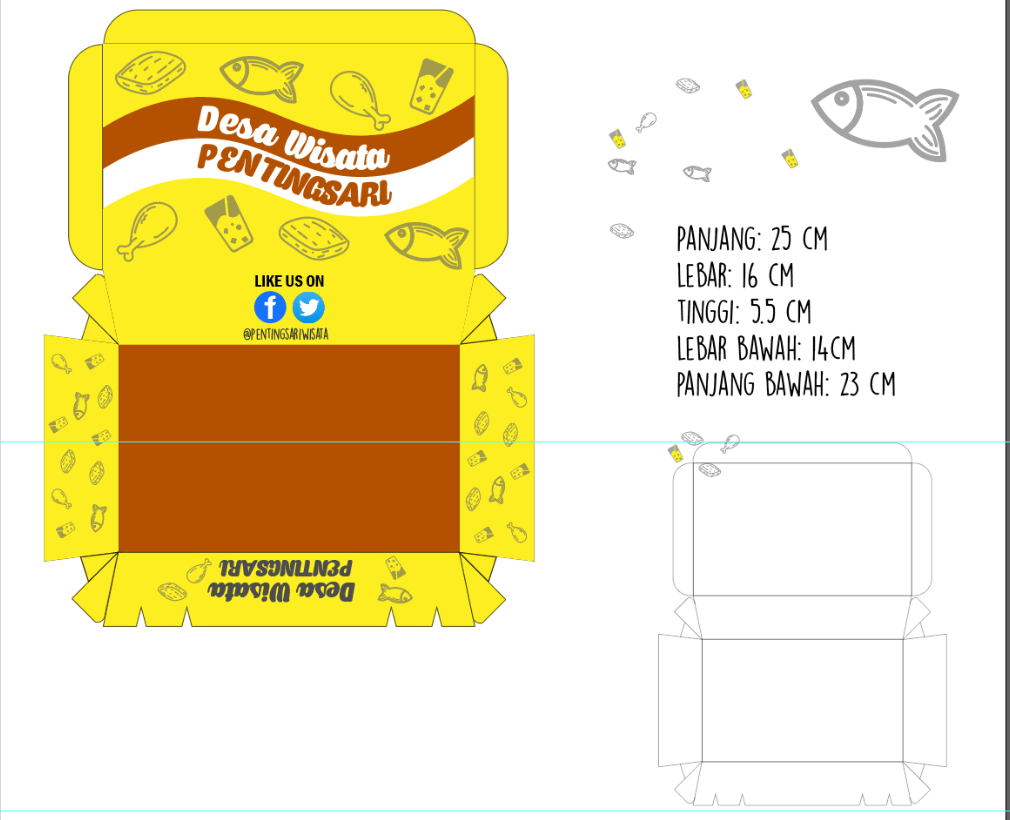 Desa Wisata
PENTINGSARI
LIKE US ON
@PENTINGSARIWISATA
Desa Wisata
PENTINGSARI
PANJANG: 25 CM
LEBAR: 16 CM
TINGGI: 5.5 CM
LEBAR BAWAH: 14CM
PANJANG BAWAH: 23 CM